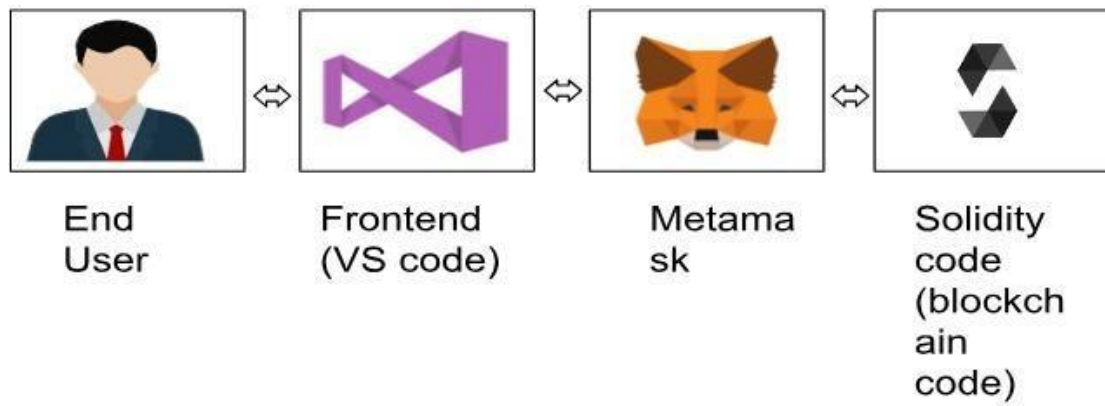 End
User
Frontend
(VS code)
Metama
sk
Solidity
code
(blockch
ain
code)